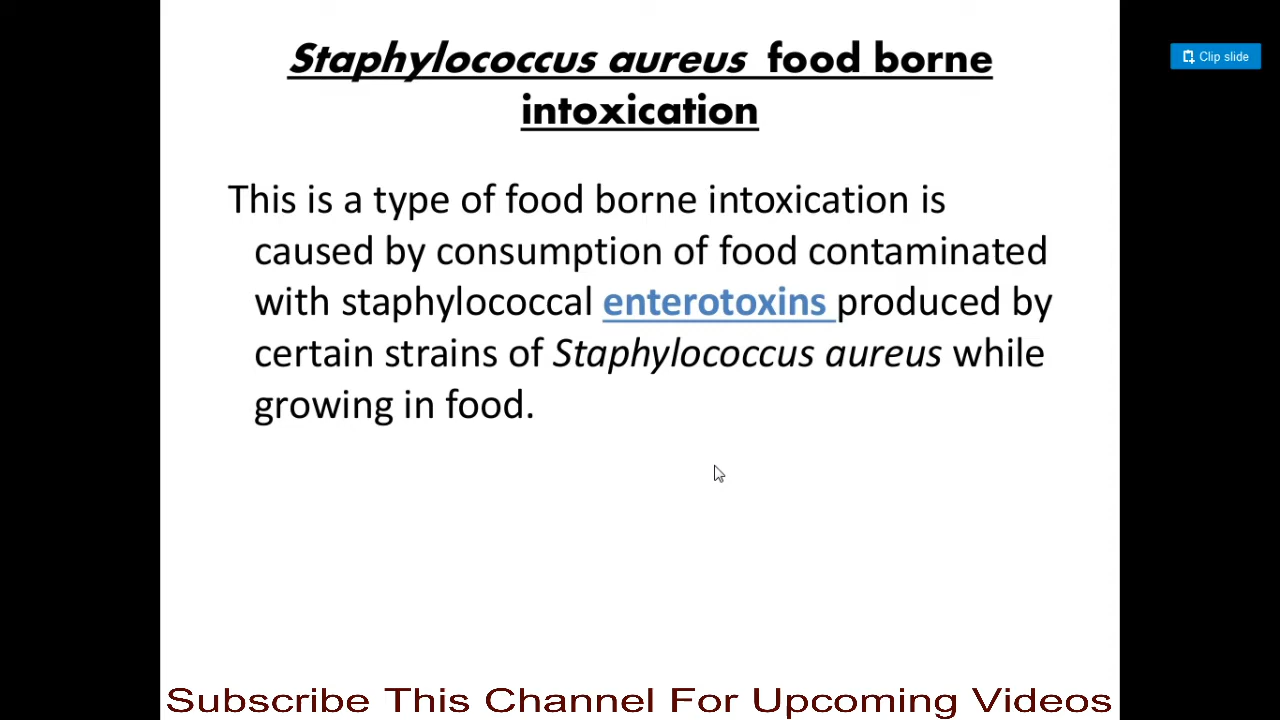 Staphylococcus aureus food borne
intoxication
Clip slide
This is a type of food borne intoxication is
caused by consumption of food contaminated
with staphylococcal enterotoxins produced by
certain strains of Staphylococcus aureus while
growing in food.
Subscribe This Channel For Upcoming Videos